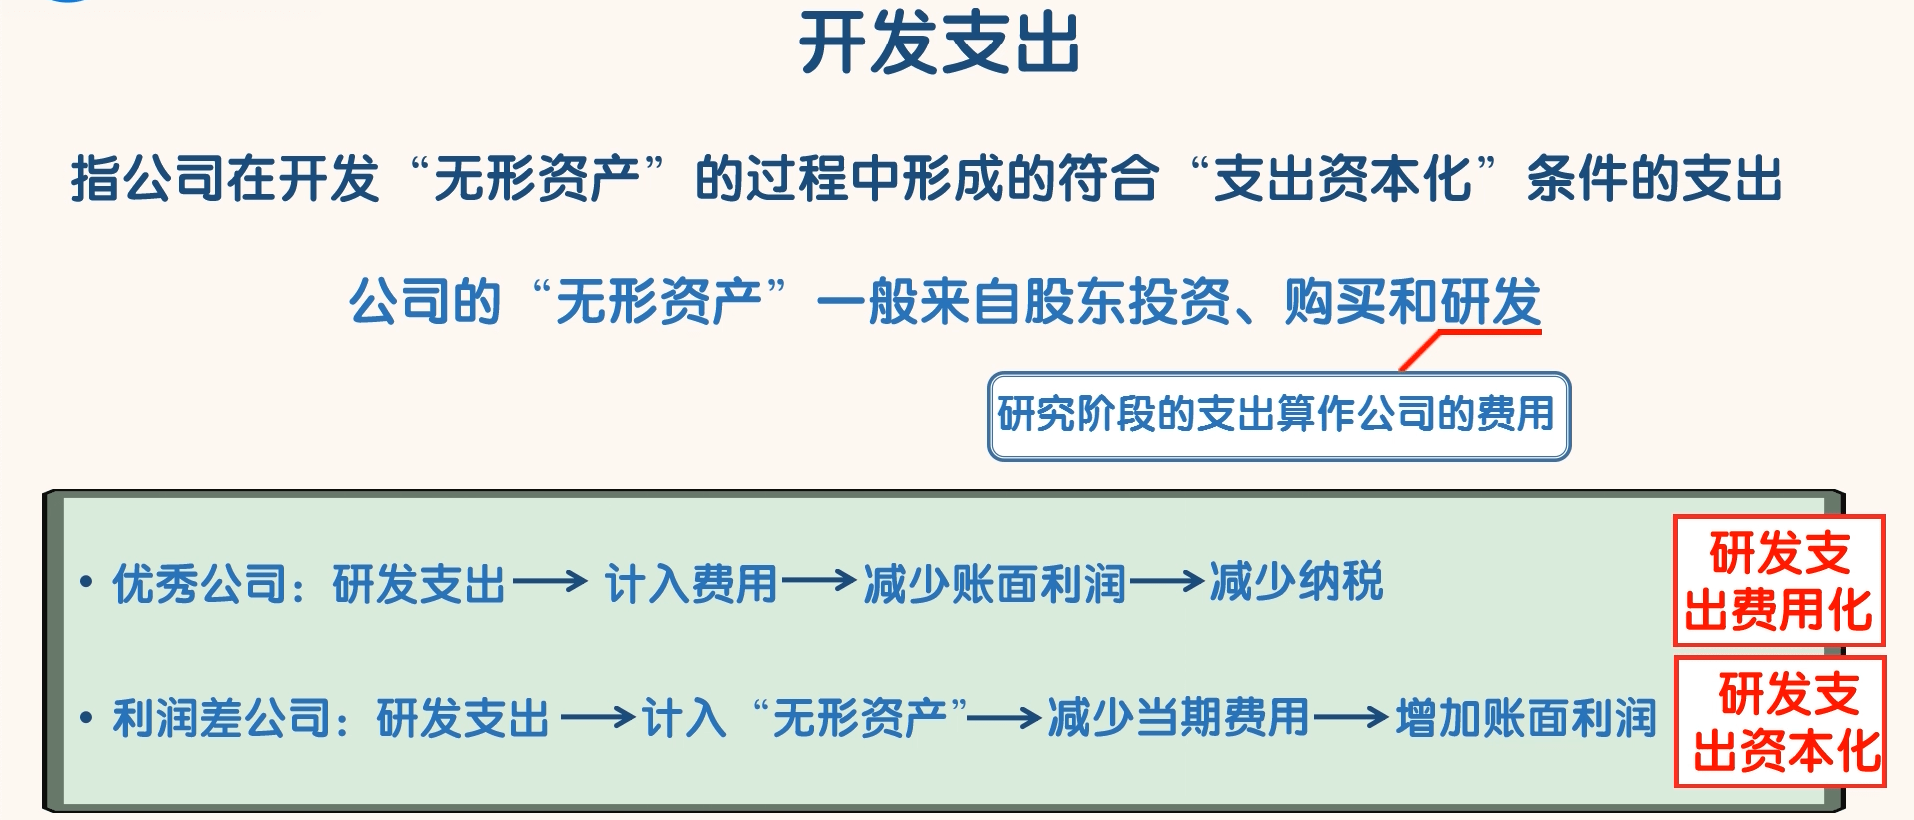 开发支出
指公司在开发“无形资产”的过程中形成的符合“支出资本化”条件的支出
公司的“无形资产”一般来自股东投资、购买和研发
研究阶段的支出算作公司的费用
• 优秀公司：研发支出→计入费用→减少账面利润→减少纳税
研发支
出费用化
• 利润差公司：研发支出→计入“无形资产”→减少当期费用→增加账面利润
研发支
出资本化